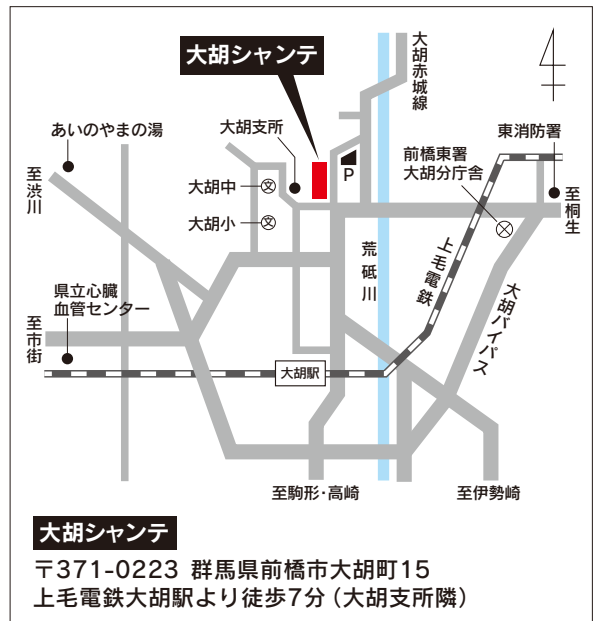 大胡シャンテ
大胡赤城線
あいのやまの湯
大胡支所
東消防署
前橋東署
大胡分庁舎
P
至渋川
大胡中
文
大胡小
文
至桐生
荒砥川
上毛電鉄
大胡バイパス
県立心臓
血管センター
至市街
大胡駅
至駒形・高崎
至伊勢崎
大胡シャンテ
〒371-0223 群馬県前橋市大胡町15
上毛電鉄大胡駅より徒歩7分(大胡支所隣)